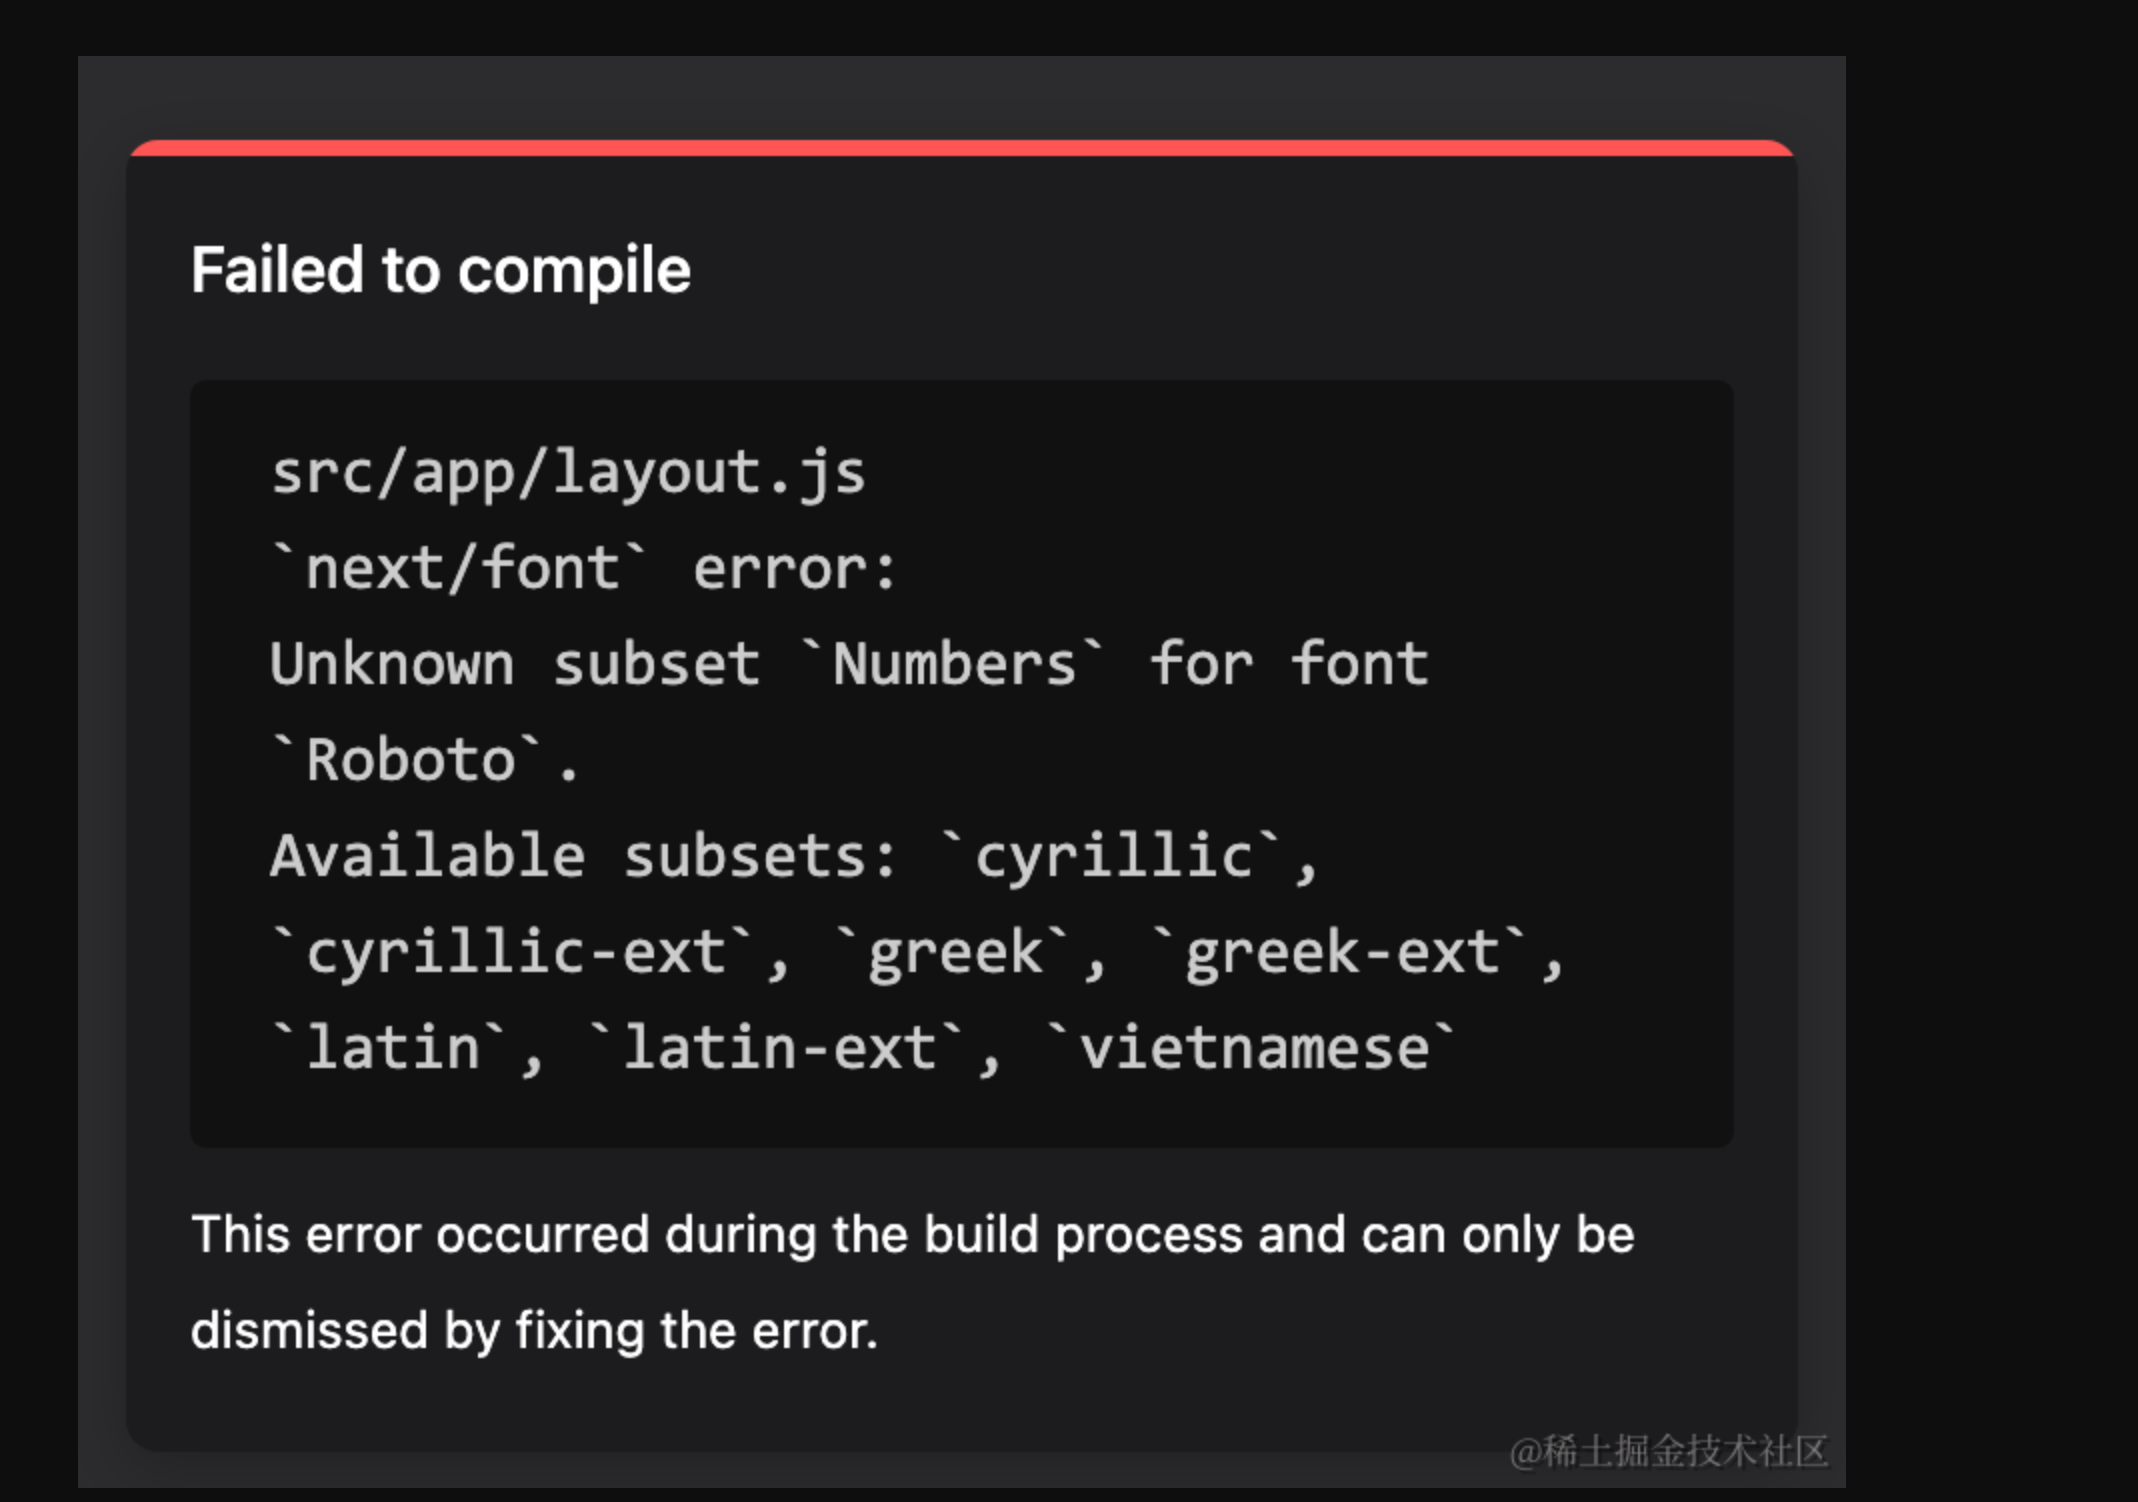 Failed to compile
src/app/layout.js
`next/font` error:
Unknown subset `Numbers` for font
`Roboto`.
Available subsets: `cyrillic`,
`cyrillic-ext`, `greek`, `greek-ext`,
`latin`, `latin-ext`, `vietnamese`
This error occurred during the build process and can only be
dismissed by fixing the error.
@稀土掘金技术社区